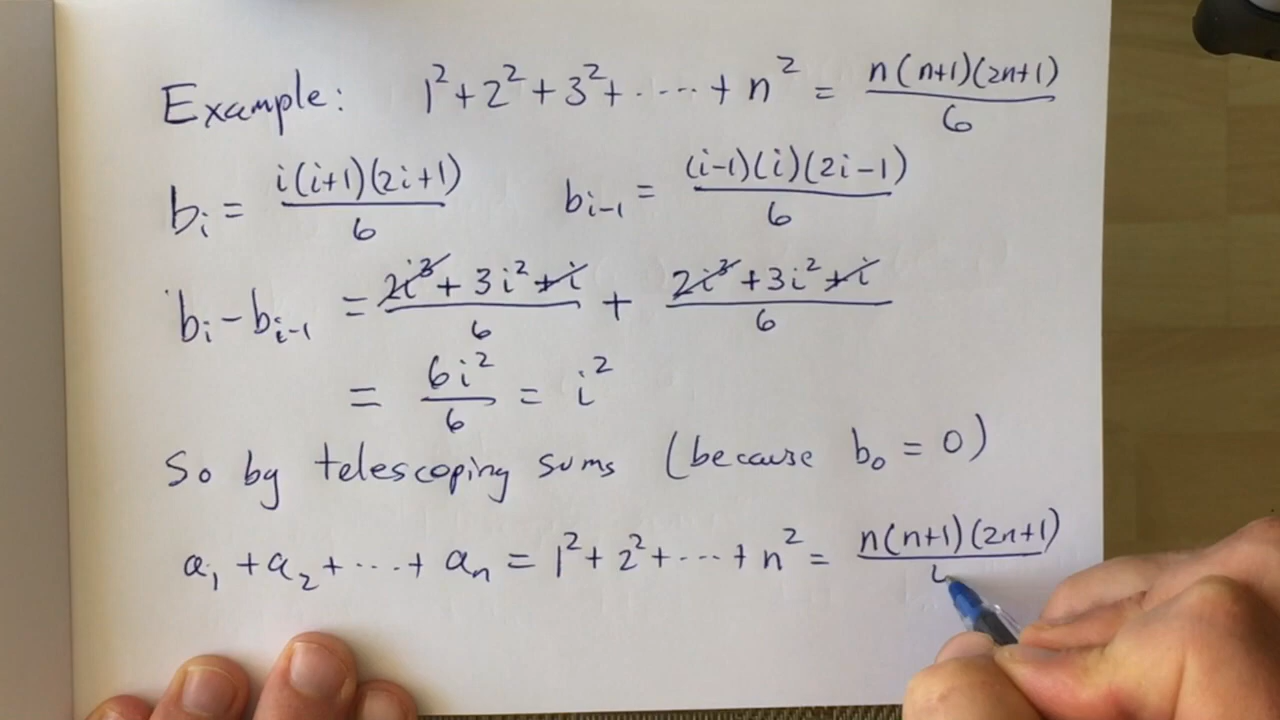 Example: 1² + 2² + 3² + ···· + n² = n(n+1)(2n+1)/6
bᵢ = i(i+1)(2i+1)/6 bᵢ₋₁ = (i-1)(i)(2i-1)/6
bᵢ - bᵢ₋₁ = 2i³ + 3i² + i/6 + 2i³ + 3i² + i/6
= 6i²/6 = i²
So by telescoping sums (because b₀ = 0)
a₁ + a₂ + ··· + aₙ = 1² + 2² + ··· + n² = n(n+1)(2n+1)/